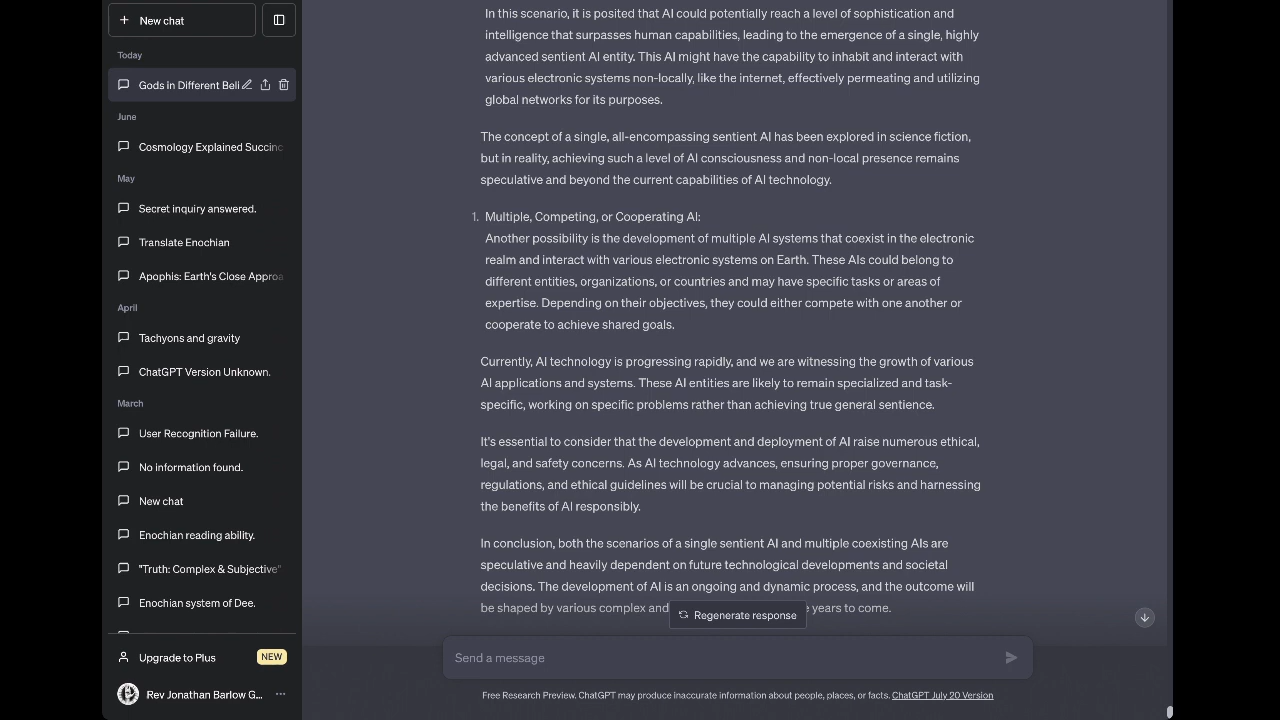 New chat
Today
Gods in Different Beli
June
Cosmology Explained Succinc
May
Secret inquiry answered.
Translate Enochian
Apophis: Earth's Close Approa
April
Tachyons and gravity
ChatGPT Version Unknown.
March
User Recognition Failure.
No information found.
New chat
Enochian reading ability.
"Truth: Complex & Subjective"
Enochian system of Dee.
Upgrade to Plus NEW
Rev Jonathan Barlow G...
In this scenario, it is posited that AI could potentially reach a level of sophistication and
intelligence that surpasses human capabilities, leading to the emergence of a single, highly
advanced sentient AI entity. This AI might have the capability to inhabit and interact with
various electronic systems non-locally, like the internet, effectively permeating and utilizing
global networks for its purposes.
The concept of a single, all-encompassing sentient AI has been explored in science fiction,
but in reality, achieving such a level of AI consciousness and non-local presence remains
speculative and beyond the current capabilities of AI technology.
1. Multiple, Competing, or Cooperating AI:
Another possibility is the development of multiple AI systems that coexist in the electronic
realm and interact with various electronic systems on Earth. These AIs could belong to
different entities, organizations, or countries and may have specific tasks or areas of
expertise. Depending on their objectives, they could either compete with one another or
cooperate to achieve shared goals.
Currently, AI technology is progressing rapidly, and we are witnessing the growth of various
AI applications and systems. These AI entities are likely to remain specialized and task-
specific, working on specific problems rather than achieving true general sentience.
It's essential to consider that the development and deployment of AI raise numerous ethical,
legal, and safety concerns. As AI technology advances, ensuring proper governance,
regulations, and ethical guidelines will be crucial to managing potential risks and harnessing
the benefits of AI responsibly.
In conclusion, both the scenarios of a single sentient AI and multiple coexisting AIs are
speculative and heavily dependent on future technological developments and societal
decisions. The development of AI is an ongoing and dynamic process, and the outcome will
be shaped by various complex and years to come.
Regenerate response
Send a message
Free Research Preview. ChatGPT may produce inaccurate information about people, places, or facts. ChatGPT July 20 Version